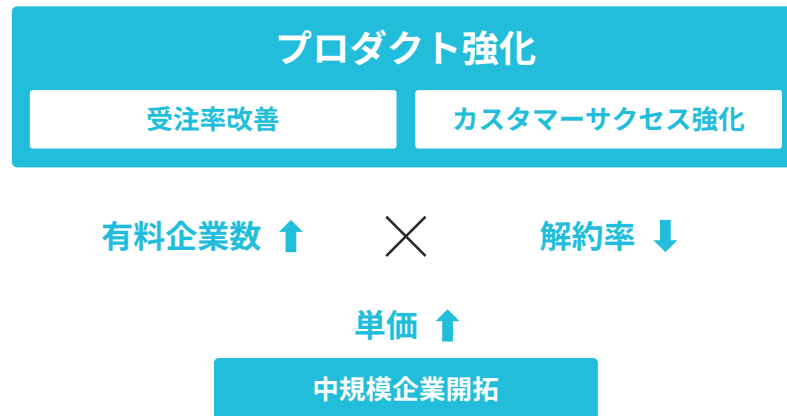 プロダクト強化
受注率改善
カスタマーサクセス強化
有料企業数
解約率
単価
中規模企業開拓